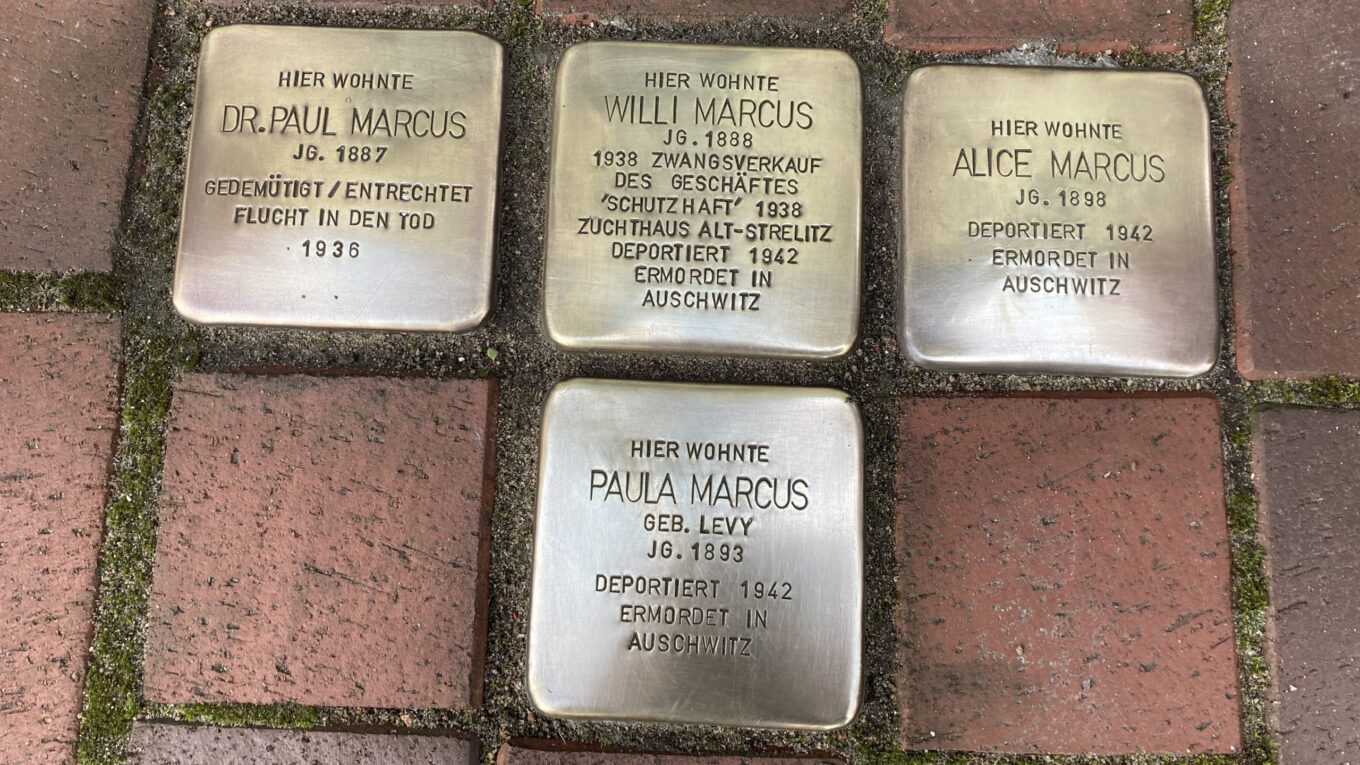 HIER WOHNTE
DR. PAUL MARCUS
JG. 1887
GEDEMÜTIGT / ENTRECHTET
FLUCHT IN DEN TOD
1936
HIER WOHNTE
WILLI MARCUS
JG. 1888
1938 ZWANGSVERKAUF
DES GESCHÄFTES
'SCHUTZHAFT' 1938
ZUCHTHAUS ALT-STRELITZ
DEPORTIERT 1942
ERMORDET IN
AUSCHWITZ
HIER WOHNTE
ALICE MARCUS
JG. 1898
DEPORTIERT 1942
ERMORDET IN
AUSCHWITZ
HIER WOHNTE
PAULA MARCUS
GEB. LEVY
JG. 1893
DEPORTIERT 1942
ERMORDET IN
AUSCHWITZ